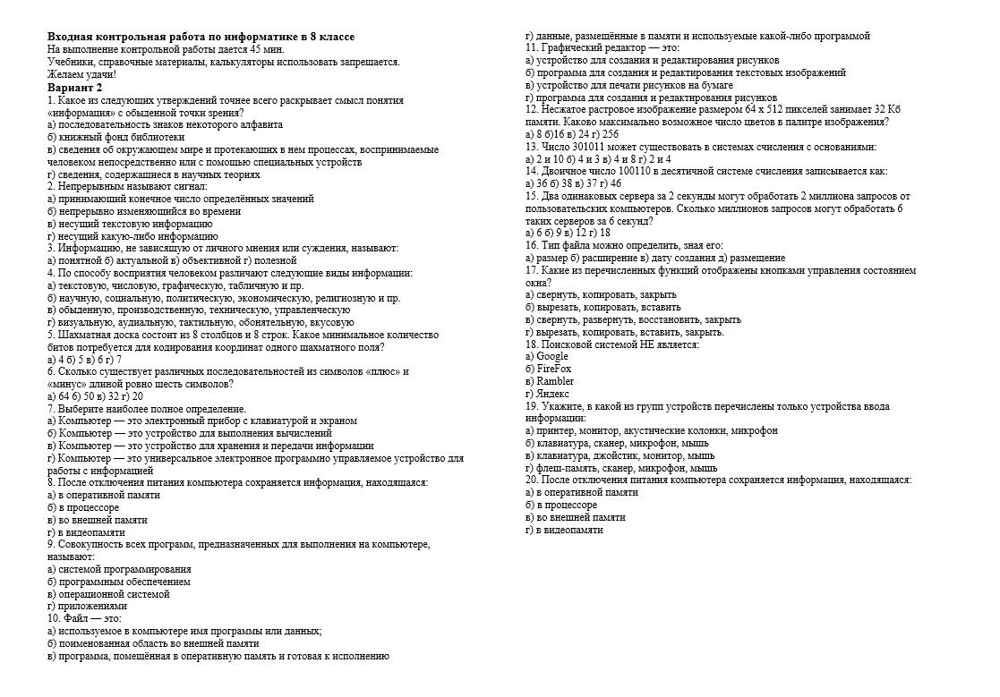 Входная контрольная работа по информатике в 8 классе
На выполнение контрольной работы дается 45 мин.
Учебники, справочные материалы, калькуляторы использовать запрещается.
Желаем удачи!
Вариант 2
1. Какое из следующих утверждений точнее всего раскрывает смысл понятия
«информация» с обыденной точки зрения?
а) последовательность знаков некоторого алфавита
б) книжный фонд библиотеки
в) сведения об окружающем мире и протекающих в нем процессах, воспринимаемые
человеком непосредственно или с помощью специальных устройств
г) сведения, содержащиеся в научных теориях
2. Непрерывным называют сигнал:
а) принимающий конечное число определённых значений
б) непрерывно изменяющийся во времени
в) несущий текстовую информацию
г) несущий какую-либо информацию
3. Информацию, не зависящую от личного мнения или суждения, называют:
а) понятной б) актуальной в) объективной г) полезной
4. По способу восприятия человеком различают следующие виды информации:
а) текстовую, числовую, графическую, табличную и пр.
б) научную, социальную, политическую, экономическую, религиозную и пр.
в) обыденную, производственную, техническую, управленческую
г) визуальную, аудиальную, тактильную, обонятельную, вкусовую
5. Шахматная доска состоит из 8 столбцов и 8 строк. Какое минимальное количество
битов потребуется для кодирования координат одного шахматного поля?
а) 4 б) 5 в) 6 г) 7
6. Сколько существует различных последовательностей из символов «плюс» и
«минус» длиной ровно шесть символов?
а) 64 б) 50 в) 32 г) 20
7. Выберите наиболее полное определение.
а) Компьютер — это электронный прибор с клавиатурой и экраном
б) Компьютер — это устройство для выполнения вычислений
в) Компьютер — это устройство для хранения и передачи информации
г) Компьютер — это универсальное электронное программно управляемое устройство для
работы с информацией
8. После отключения питания компьютера сохраняется информация, находящаяся:
а) в оперативной памяти
б) в процессоре
в) во внешней памяти
г) в видеопамяти
9. Совокупность всех программ, предназначенных для выполнения на компьютере,
называют:
а) системой программирования
б) программным обеспечением
в) операционной системой
г) приложениями
10. Файл — это:
а) используемое в компьютере имя программы или данных;
б) поименованная область во внешней памяти
в) программа, помещённая в оперативную память и готовая к исполнению
г) данные, размещённые в памяти и используемые какой-либо программой
11. Графический редактор — это:
а) устройство для создания и редактирования рисунков
б) программа для создания и редактирования текстовых изображений
в) устройство для печати рисунков на бумаге
г) программа для создания и редактирования рисунков
12. Несжатое растровое изображение размером 64 х 512 пикселей занимает 32 Кб
памяти. Каково максимально возможное число цветов в палитре изображения?
а) 8 б)16 в) 24 г) 256
13. Число 301011 может существовать в системах счисления с основаниями:
а) 2 и 10 б) 4 и 3 в) 4 и 8 г) 2 и 4
14. Двоичное число 100110 в десятичной системе счисления записывается как:
а) 36 б) 38 в) 37 г) 46
15. Два одинаковых сервера за 2 секунды могут обработать 2 миллиона запросов от
пользовательских компьютеров. Сколько миллионов запросов могут обработать 6
таких серверов за 6 секунд?
а) 6 б) 9 в) 12 г) 18
16. Тип файла можно определить, зная его:
а) размер б) расширение в) дату создания д) размещение
17. Какие из перечисленных функций отображены кнопками управления состоянием
окна?
а) свернуть, копировать, закрыть
б) вырезать, копировать, вставить
в) свернуть, развернуть, восстановить, закрыть
г) вырезать, копировать, вставить, закрыть.
18. Поисковой системой НЕ является:
а) Google
б) FireFox
в) Rambler
г) Яндекс
19. Укажите, в какой из групп устройств перечислены только устройства ввода
информации:
а) принтер, монитор, акустические колонки, микрофон
б) клавиатура, сканер, микрофон, мышь
в) клавиатура, джойстик, монитор, мышь
г) флеш-память, сканер, микрофон, мышь
20. После отключения питания компьютера сохраняется информация, находящаяся:
а) в оперативной памяти
б) в процессоре
в) во внешней памяти
г) в видеопамяти